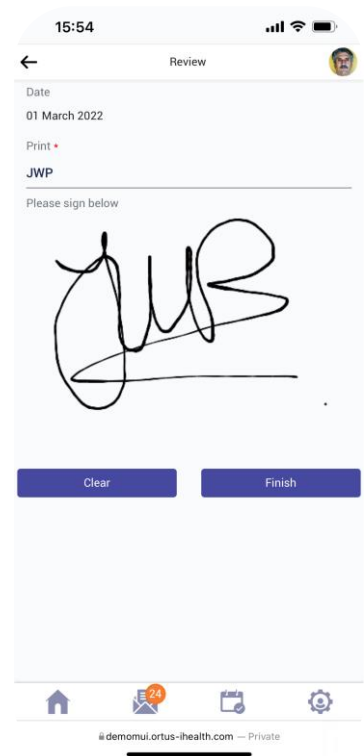 15:54
Review
Date
01 March 2022
Print •
JWP
Please sign below
Clear
Finish
24
demomui.ortus-ihealth.com — Private